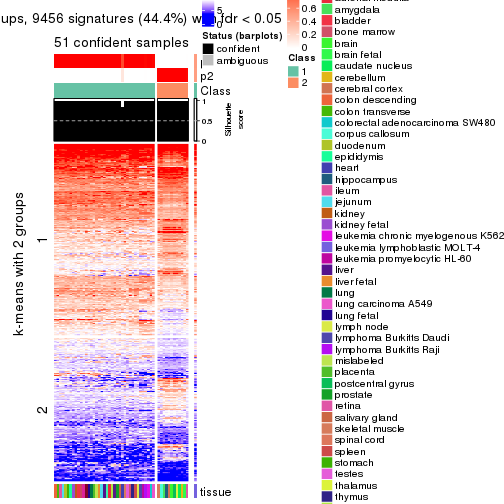 ups, 9456 signatures (44.4%) with fdr < 0.05
51 confident samples
p2
Class
1
0.5
0
Silhouette
score
k-means with 2 groups
1
2
tissue
5
0
Status (barplots)
confident
ambiguous
0.6
0.4
0.2
0
Class
1
2
amygdala
bladder
bone marrow
brain
brain fetal
caudate nucleus
cerebellum
cerebral cortex
colon descending
colon transverse
colorectal adenocarcinoma SW480
corpus callosum
duodenum
epididymis
heart
hippocampus
ileum
jejunum
kidney
kidney fetal
leukemia chronic myelogenous K562
leukemia lymphoblastic MOLT-4
leukemia promyelocytic HL-60
liver
liver fetal
lung
lung carcinoma A549
lung fetal
lymph node
lymphoma Burkitts Daudi
lymphoma Burkitts Raji
mislabeled
placenta
postcentral gyrus
prostate
retina
salivary gland
skeletal muscle
spinal cord
spleen
stomach
testes
thalamus
thymus